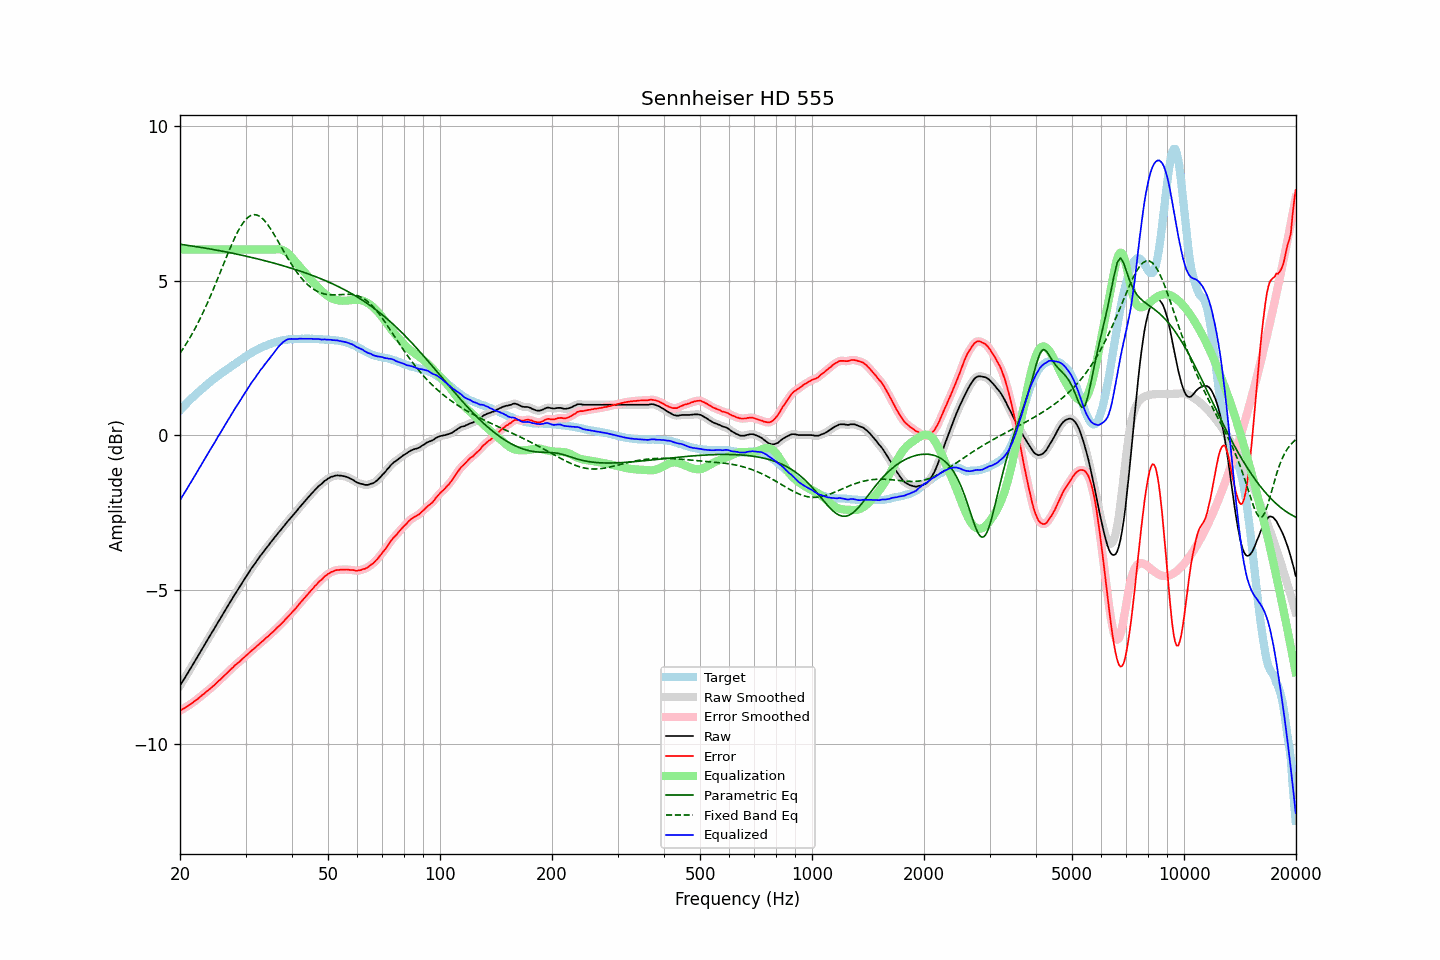 Sennheiser HD 555
Amplitude (dBr)
10
5
0
−5
−10
Target
Raw Smoothed
Error Smoothed
Raw
Error
Equalization
Parametric Eq
Fixed Band Eq
Equalized
20
50
100
200
500
1000
2000
5000
10000
20000
Frequency (Hz)